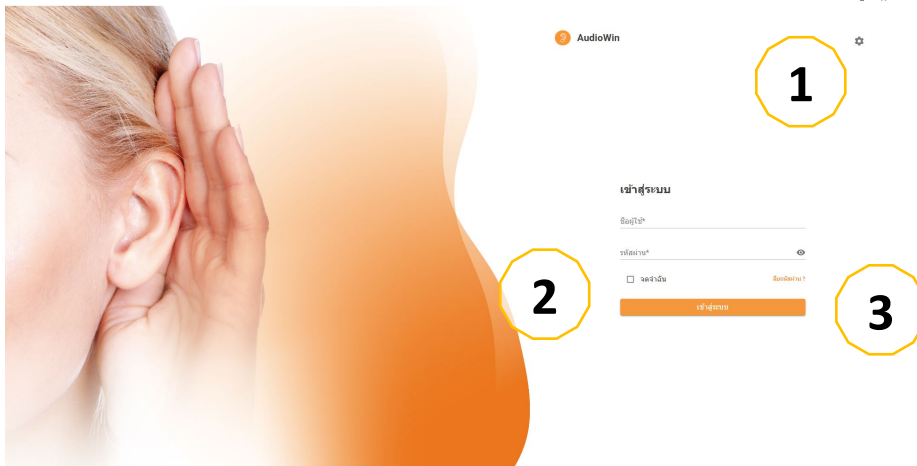 AudioWin
1
เข้าสู่ระบบ
ชื่อผู้ใช้*
รหัสผ่าน*
2
จดจำฉัน
ลืมรหัสผ่าน ?
3
เข้าสู่ระบบ